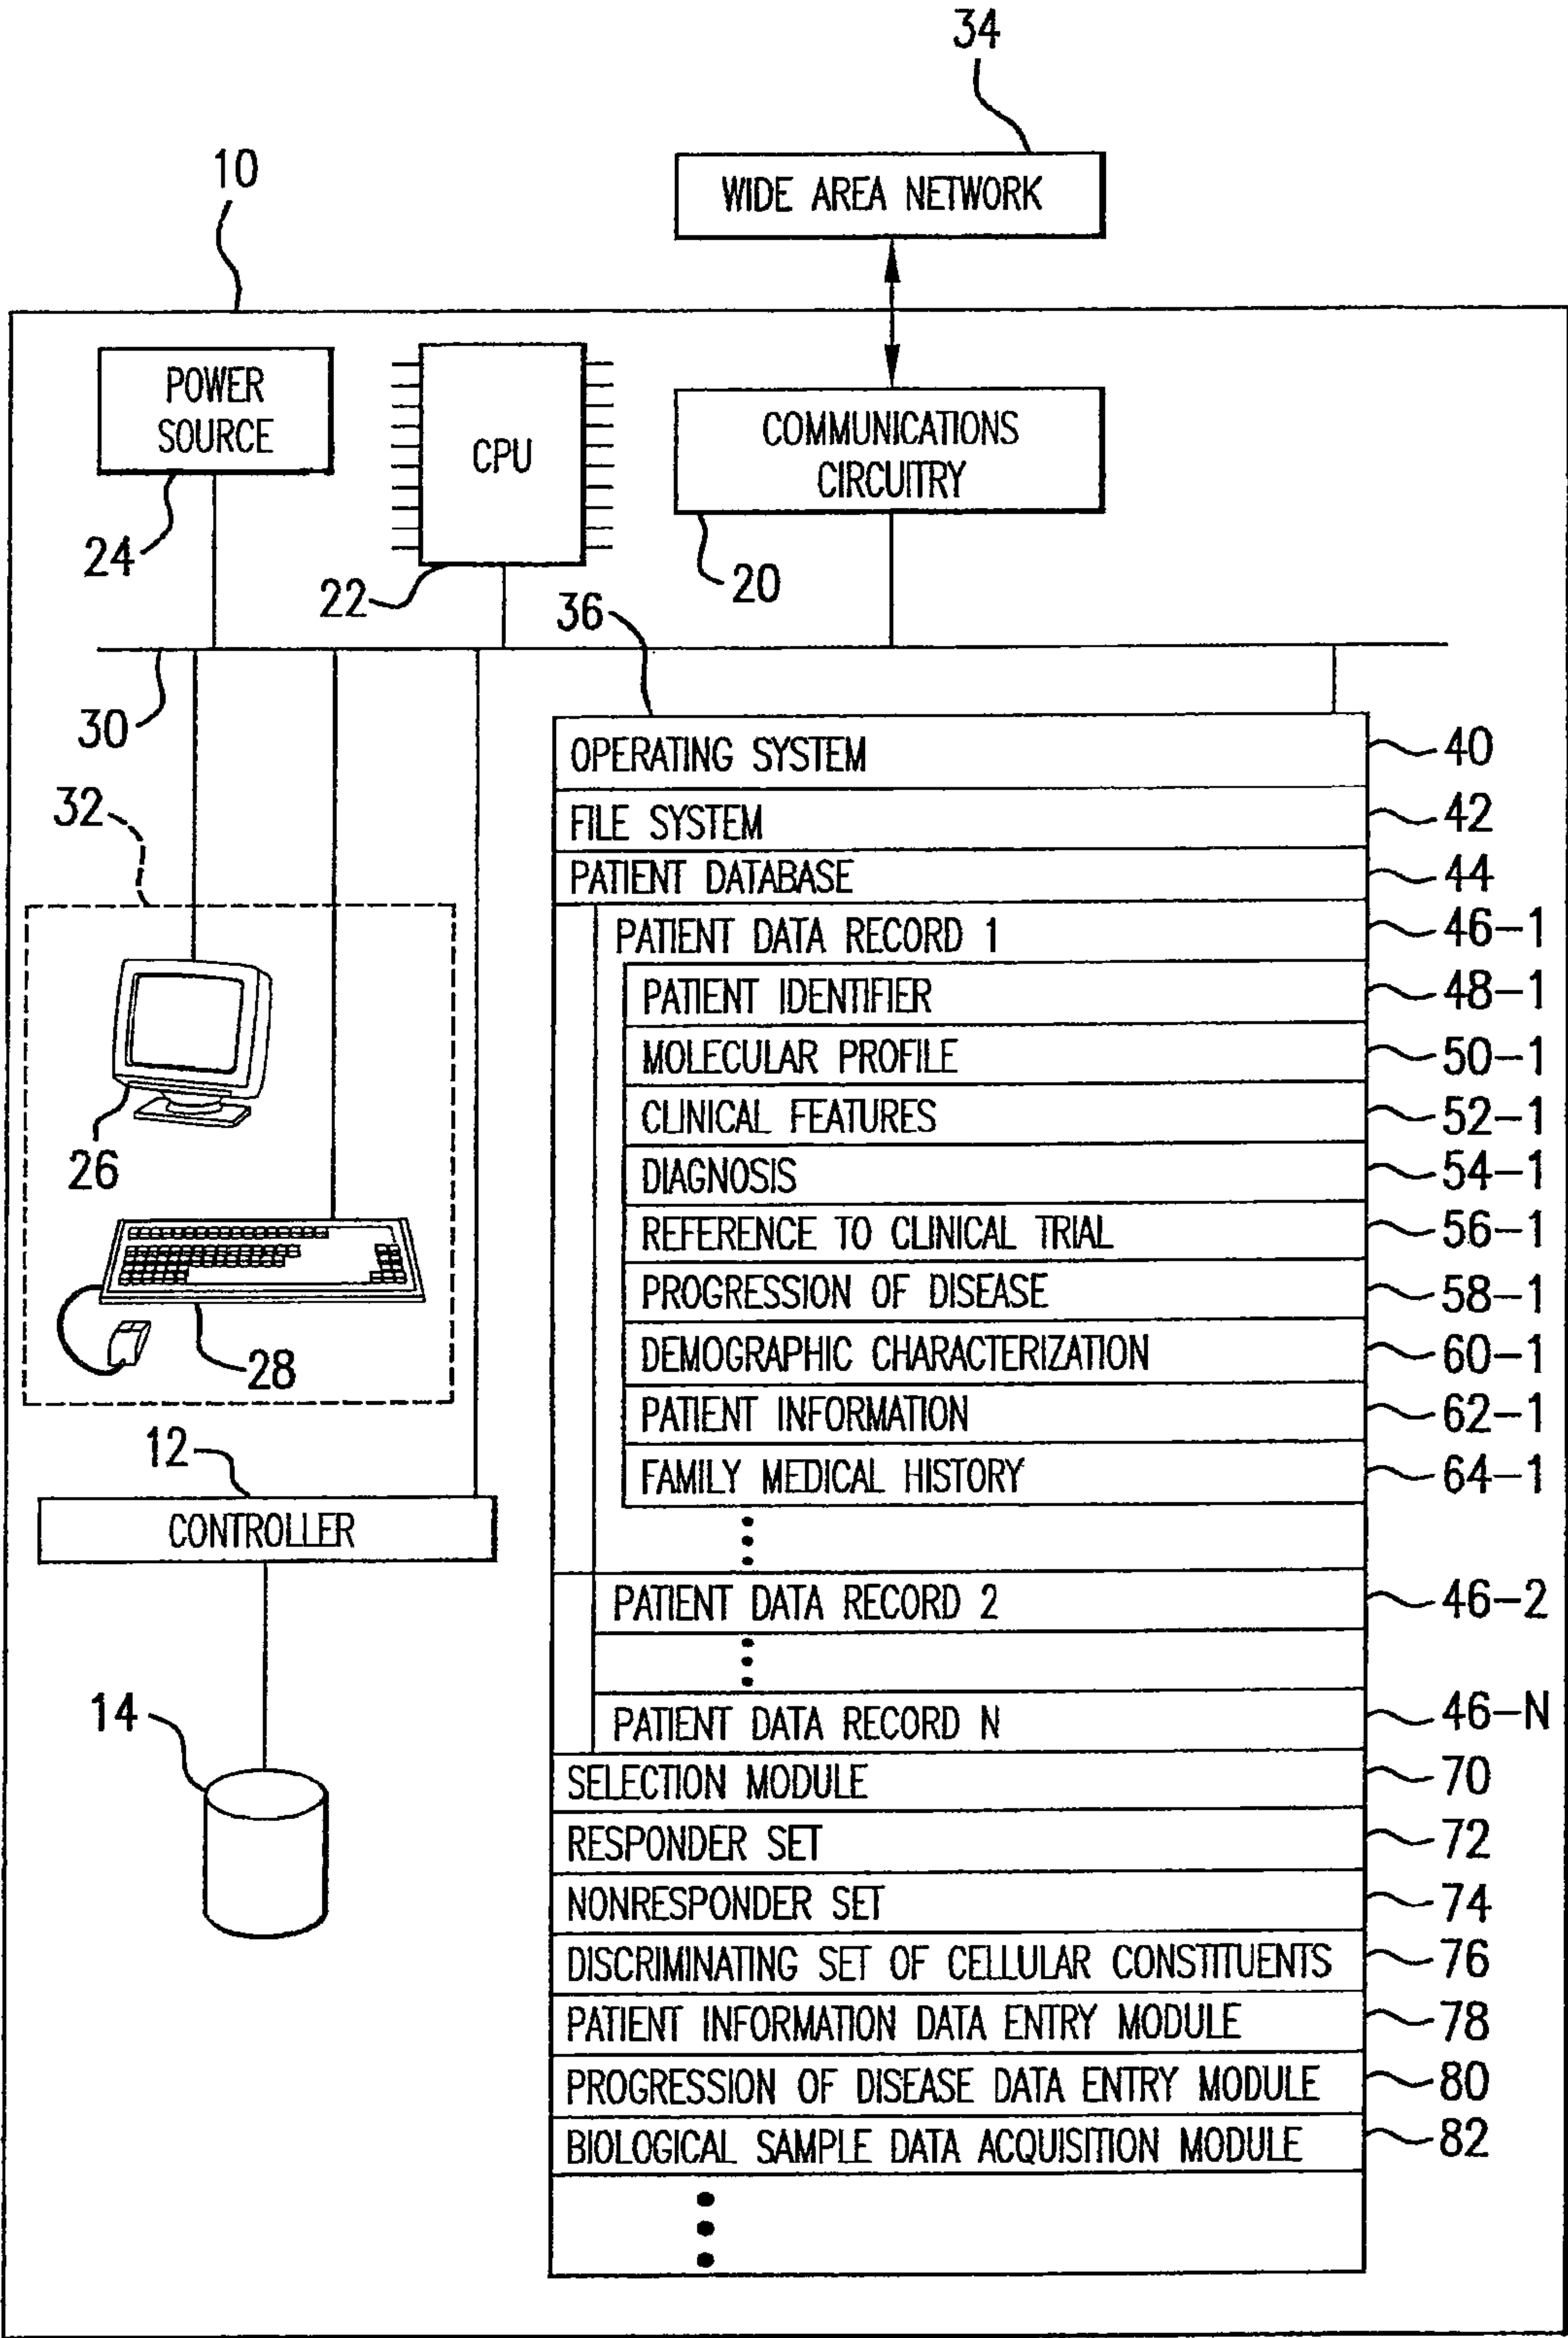 34
WIDE AREA NETWORK
10
POWER
SOURCE
CPU
COMMUNICATIONS
CIRCUITRY
24
22
20
36
30
OPERATING SYSTEM 40
FILE SYSTEM 42
32
PATIENT DATABASE 44
PATIENT DATA RECORD 1 46-1
PATIENT IDENTIFIER 48-1
MOLECULAR PROFILE 50-1
CLINICAL FEATURES 52-1
26
DIAGNOSIS 54-1
REFERENCE TO CLINICAL TRIAL 56-1
PROGRESSION OF DISEASE 58-1
DEMOGRAPHIC CHARACTERIZATION 60-1
28
PATIENT INFORMATION 62-1
12
FAMILY MEDICAL HISTORY 64-1
CONTROLLER
PATIENT DATA RECORD 2 46-2
14
PATIENT DATA RECORD N 46-N
SELECTION MODULE 70
RESPONDER SET 72
NONRESPONDER SET 74
DISCRIMINATING SET OF CELLULAR CONSTITUENTS 76
PATIENT INFORMATION DATA ENTRY MODULE 78
PROGRESSION OF DISEASE DATA ENTRY MODULE 80
BIOLOGICAL SAMPLE DATA ACQUISITION MODULE 82